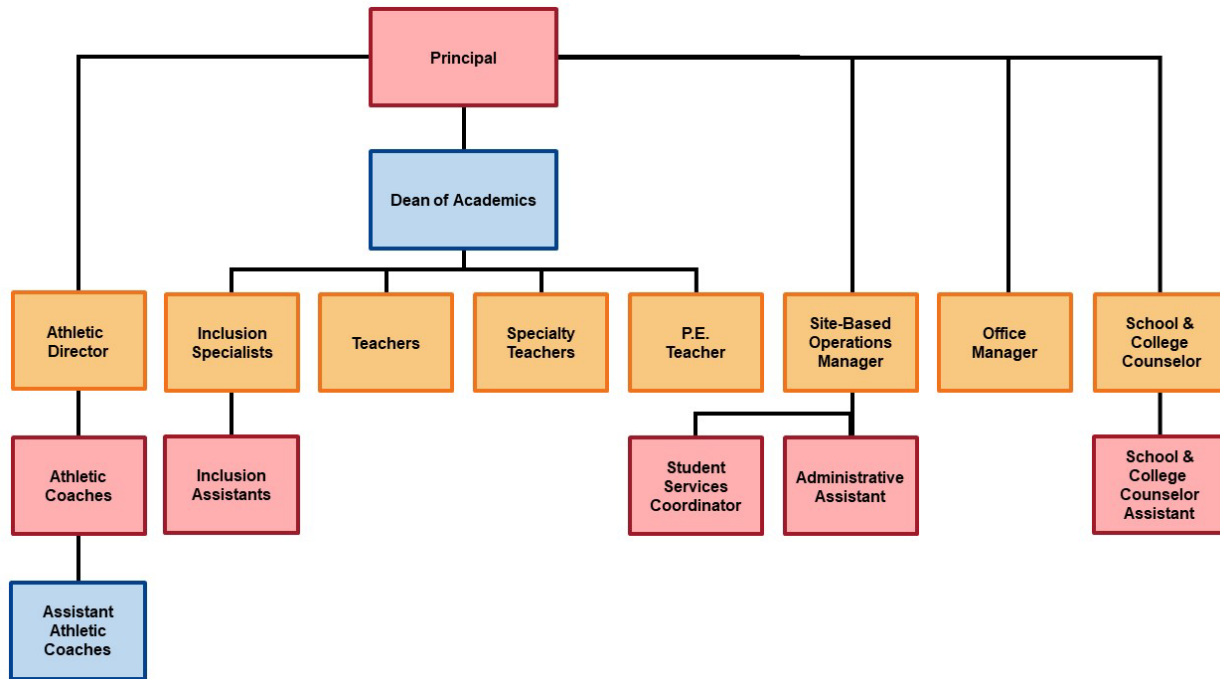 Principal
Dean of Academics
Athletic
Director
Inclusion
Specialists
Teachers
Specialty
Teachers
P.E.
Teacher
Site-Based
Operations
Manager
Office
Manager
School &
College
Counselor
Athletic
Coaches
Inclusion
Assistants
Student
Services
Coordinator
Administrative
Assistant
School &
College
Counselor
Assistant
Assistant
Athletic
Coaches